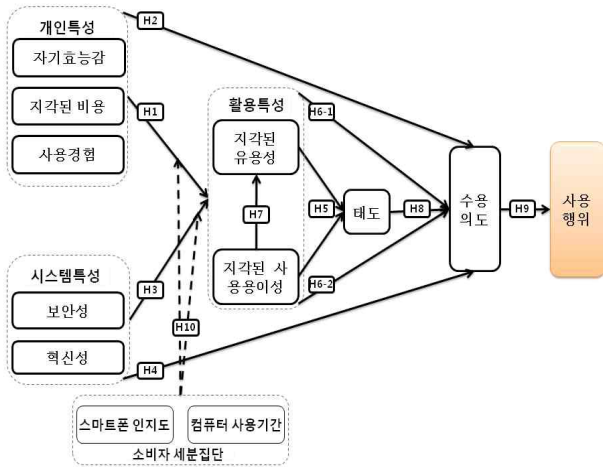 개인특성
자기효능감
지각된 비용
사용경험
시스템특성
보안성
혁신성
H1
H2
H3
H4
H10
스마트폰 인지도
컴퓨터 사용기간
소비자 세분집단
활용특성
지각된
유용성
H7
지각된 사
용용이성
H5
H6-1
H6-2
태도
H8
수용
의도
H9
사용
행위